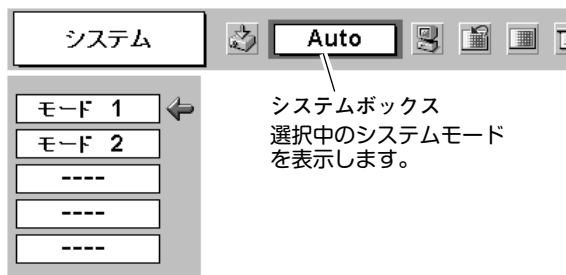 システム
Auto
モード 1
モード 2
----
----
----
システムボックス
選択中のシステムモード
を表示します。